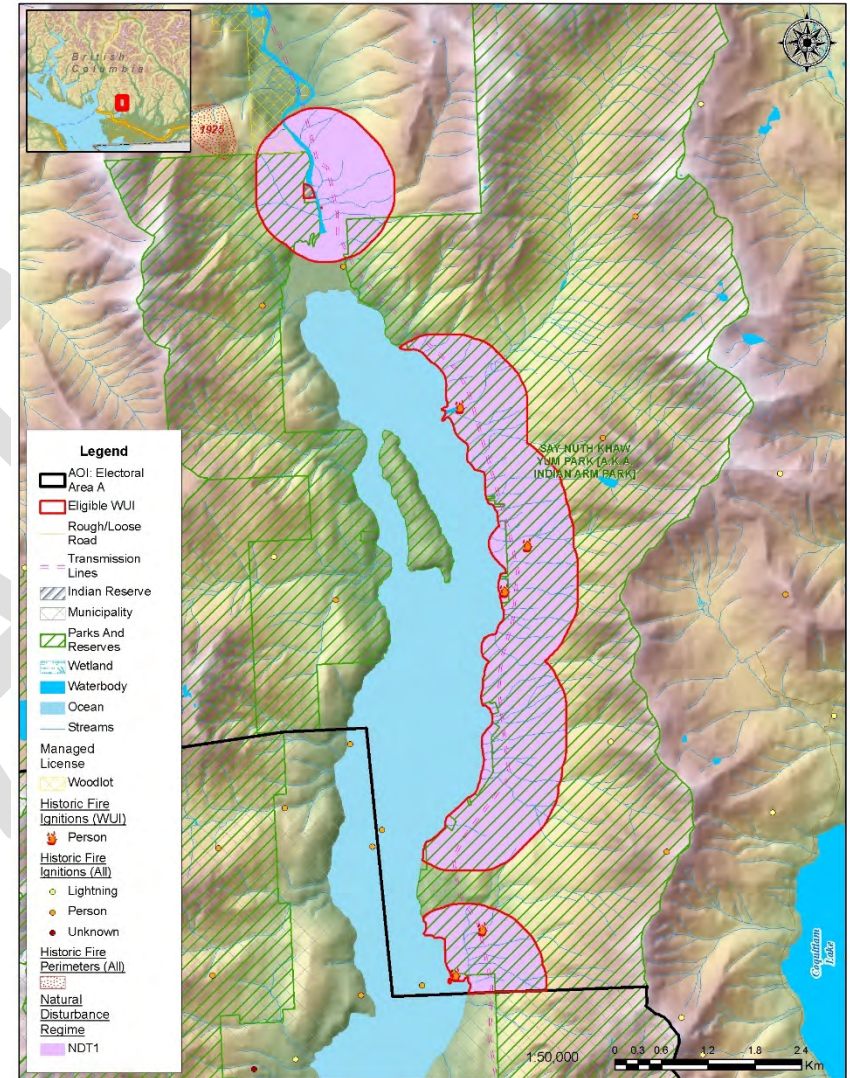 British
Columbia
1925
SAY NUTH KHAW
YUM PARK [A.K.A.
INDIAN ARM PARK]
Legend
AOI: Electoral
Area A
Eligible WUI
Rough/Loose
Road
Transmission
Lines
Indian Reserve
Municipality
Parks And
Reserves
Wetland
Waterbody
Ocean
Streams
Managed
License
Woodlot
Historic Fire
Ignitions (WUI)
Person
Historic Fire
Ignitions (All)
Lightning
Person
Unknown
Historic Fire
Perimeters (All)
Natural
Disturbance
Regime
NDT1
Coquitlam
Lake
1:50,000
0 0.3 0.6 1.2 1.8 2.4
Km